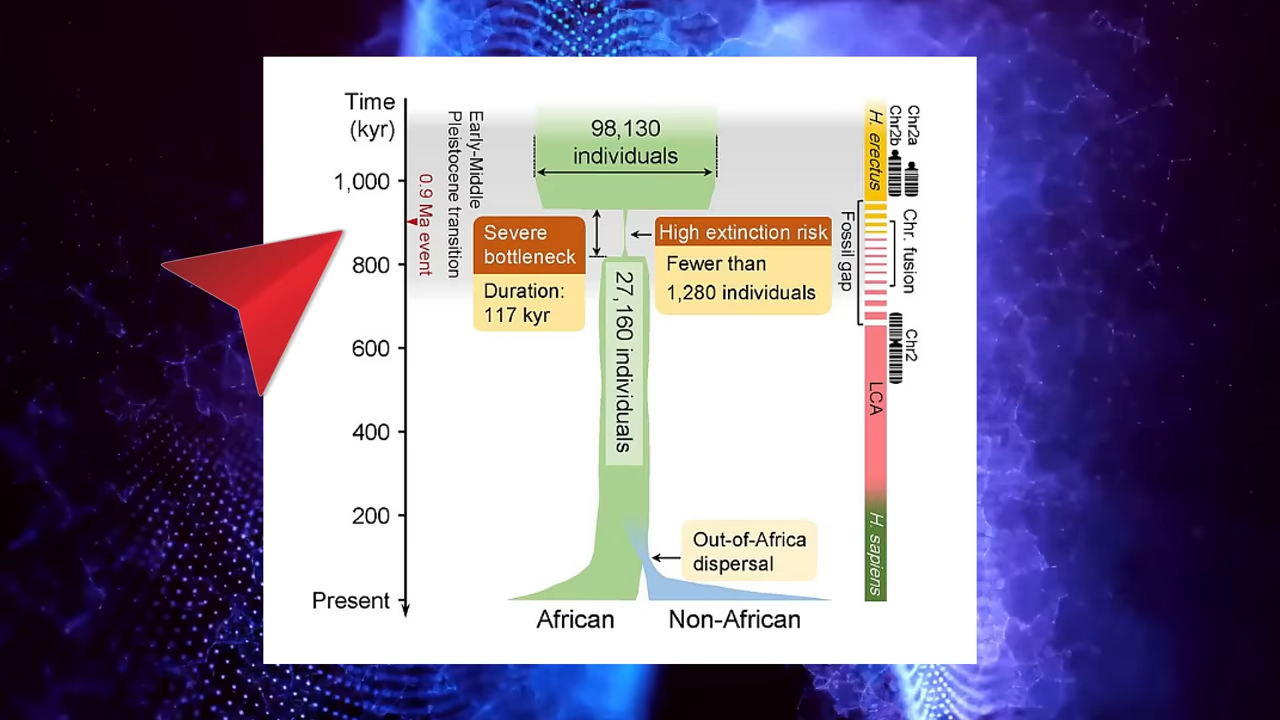 Time
(kyr)
1,000
800
600
400
200
Present
0.9 Ma event
Early-Middle
Pleistocene transition
98,130
individuals
Severe
bottleneck
Duration:
117 kyr
High extinction risk
Fewer than
1,280 individuals
27,160 individuals
Out-of-Africa
dispersal
African
Non-African
Fossil gap
H. erectus
LCA
H. sapiens
Chr2b
Chr2a
Chr. fusion
Chr2